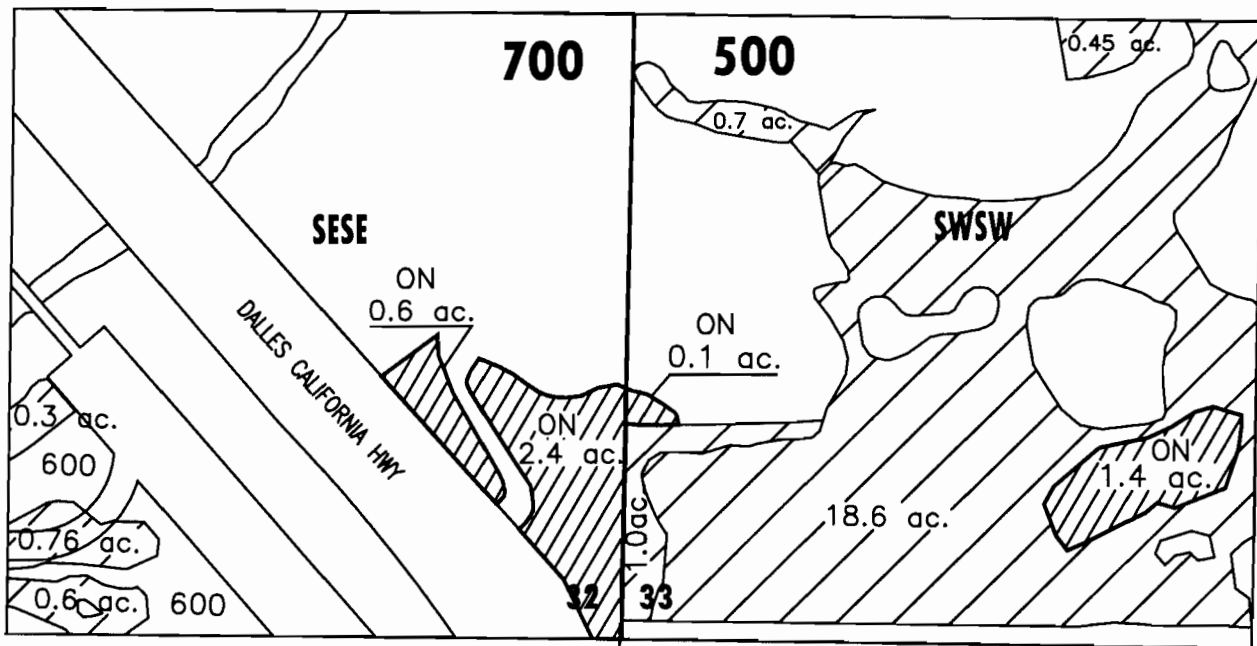 700
500
0.45 ac.
0.7 ac.
SESE
SWSW
ON
0.6 ac.
DALLES CALIFORNIA HWY
ON
0.1 ac.
0.3 ac.
600
ON
2.4 ac.
ON
1.4 ac.
18.6 ac.
1.0ac
0.76 ac.
0.6 ac.
600
32
33